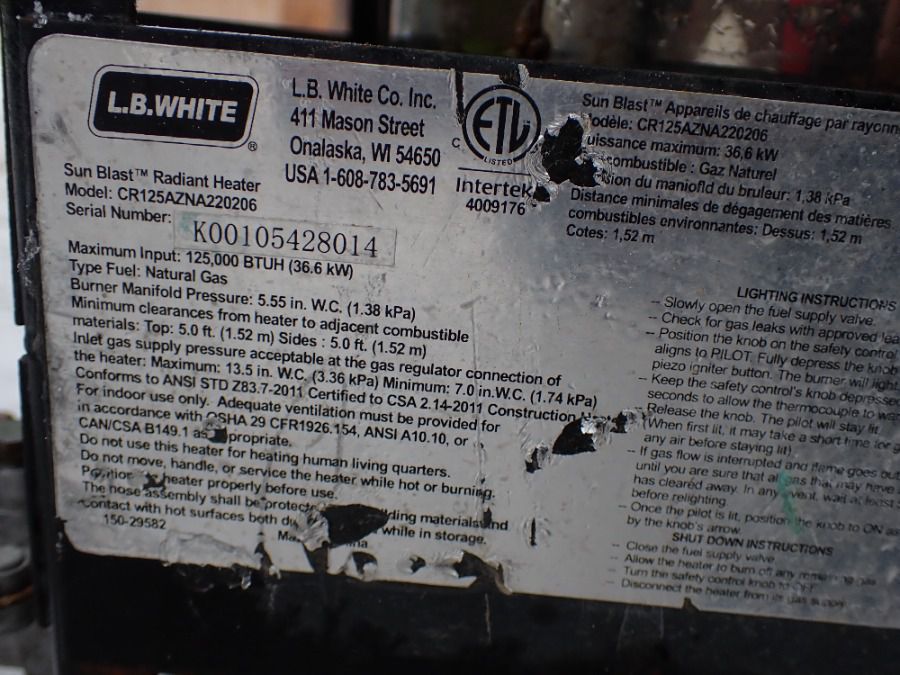 L.B.WHITE
®
L.B. White Co. Inc.
411 Mason Street
Onalaska, WI 54650
USA 1-608-783-5691
C
ETL
LISTED
Intertek
4009176
Sun Blast™ Radiant Heater
Model: CR125AZNA220206
Serial Number:
K00105428014
Maximum Input: 125,000 BTUH (36.6 kW)
Type Fuel: Natural Gas
Burner Manifold Pressure: 5.55 in. W.C. (1.38 kPa)
Minimum clearances from heater to adjacent combustible
materials: Top: 5.0 ft. (1.52 m) Sides : 5.0 ft. (1.52 m)
Inlet gas supply pressure acceptable at the gas regulator connection of
the heater: Maximum: 13.5 in. W.C. (3.36 kPa) Minimum: 7.0 in.W.C. (1.74 kPa)
Conforms to ANSI STD Z83.7-2011 Certified to CSA 2.14-2011 Construction
For indoor use only. Adequate ventilation must be provided for
in accordance with OSHA 29 CFR1926.154, ANSI A10.10, or
CAN/CSA B149.1 as
Do not use this heater for heating human living quarters.
Do not move, handle, or service the heater while hot or burning.
heater properly before use.
The hose assembly shall be materials and
contact with hot surfaces both while in storage.
150-29582
Sun Blast™ Appareils de chauffage par
CR125AZNA220206
maximum: 36,6 kW
Gaz Naturel
du maniofld du bruleur: 1,38 kPa
Distance minimales de dégagement des matières
combustibles environnantes: Dessus: 1,52 m
Cotes: 1,52 m
LIGHTING INSTRUCTIONS
-- Slowly open the fuel supply valve.
-- Check for gas leaks with approved
-- Position the knob on the safety control
aligns to PILOT. Fully depress the knob
piezo igniter button. The burner will light
-- Keep the safety control's knob depressed
seconds to allow the thermocouple to
Release the knob. The pilot will stay lit.
(When first lit, it may take a short time for
any air before staying lit)
-- If gas flow is interrupted and flame goes
until you are sure that all gas that may have
has cleared away. In any event, wait at least
before relighting
-- Once the pilot is lit, position the knob to ON
by the knob's arrow.
SHUT DOWN INSTRUCTIONS
-- Close the fuel supply valve.
-- Allow the heater to burn off any remaining gas
-- Turn the safety control knob to OFF
-- Disconnect the heater from its gas supply